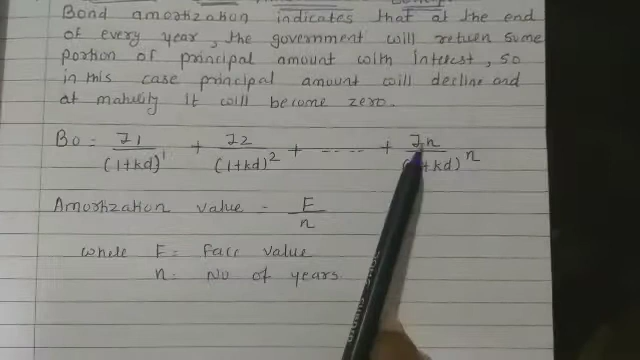 Bond amortization indicates that at the end
of every year, the government will return some
portion of principal amount with interest, so
in this case principal amount will decline and
at maturity it will become zero.
B0 = I1/(1+kd)^1 + I2/(1+kd)^2 + ..... + In/(1+kd)^n
Amortization value = F/n
where F = Face value
n = No of years